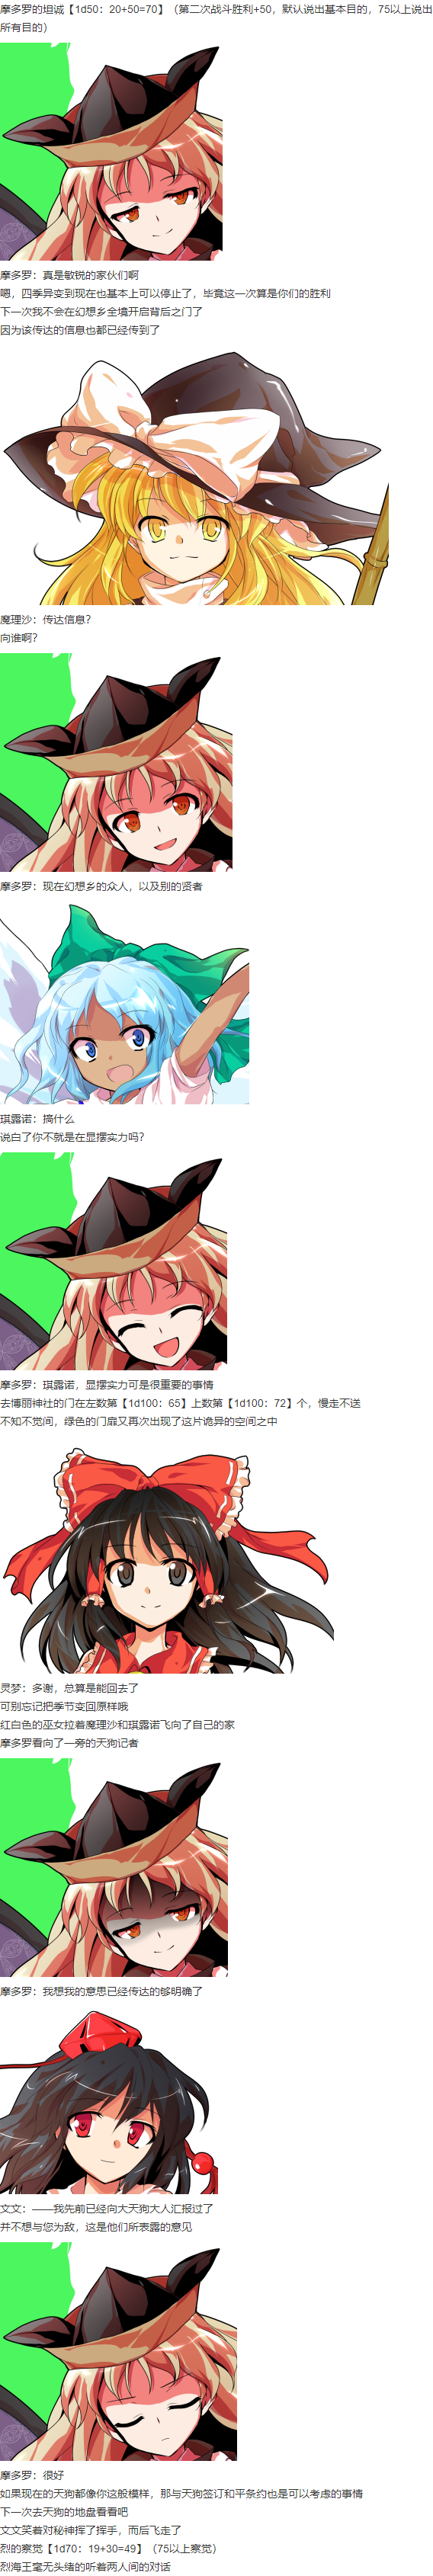 摩多罗的坦诚【1d50：20+50=70】（第二次战斗胜利+50，默认说出基本目的，75以上说出
所有目的）
摩多罗：真是敏锐的家伙们啊
嗯，四季异变到现在也基本上可以停止了，毕竟这一次算是你们的胜利
下一次我不会在幻想乡全境开启背后之门了
因为该传达的信息也都已经传到了
魔理沙：传达信息？
向谁啊？
摩多罗：现在幻想乡的众人，以及别的贤者
琪露诺：搞什么
说白了你不就是在显摆实力吗？
摩多罗：琪露诺，显摆实力可是很重要的事情
去博丽神社的门在左数第【1d100：65】上数第【1d100：72】个，慢走不送
不知不觉间，绿色的门扉又再次出现了这片诡异的空间之中
灵梦：多谢，总算是能回去了
可别忘记把季节变回原样哦
红白色的巫女拉着魔理沙和琪露诺飞向了自己的家
摩多罗看向了一旁的天狗记者
摩多罗：我想我的意思已经传达的够明确了
文文：——我先前已经向大天狗大人汇报过了
并不想与您为敌，这是他们所表露的意见
摩多罗：很好
如果现在的天狗都像你这般模样，那与天狗签订和平条约也是可以考虑的事情
下一次去天狗的地盘看看吧
文文笑着对秘神挥了挥手，而后飞走了
烈的察觉【1d70：19+30=49】（75以上察觉）
烈海王毫无头绪的听着两人间的对话